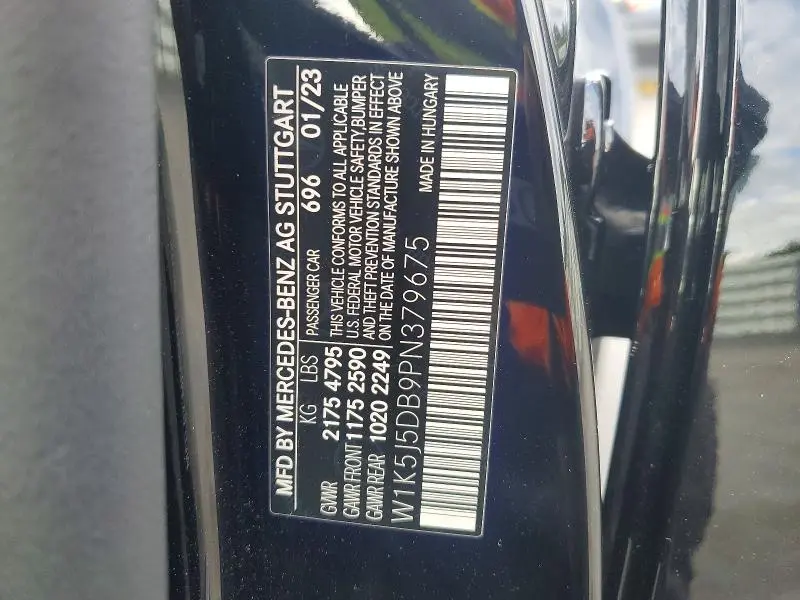 MFD BY MERCEDES-BENZ AG STUTTGART
KG LBS PASSENGER CAR 696 01/23
GVWR 2175 4795 THIS VEHICLE CONFORMS TO ALL APPLICABLE
GAWR FRONT 1175 2590 U.S. FEDERAL MOTOR VEHICLE SAFETY, BUMPER
GAWR REAR 1020 2249 AND THEFT PREVENTION STANDARDS IN EFFECT
ON THE DATE OF MANUFACTURE SHOWN ABOVE
W1K5J5DB9PN379675 MADE IN HUNGARY